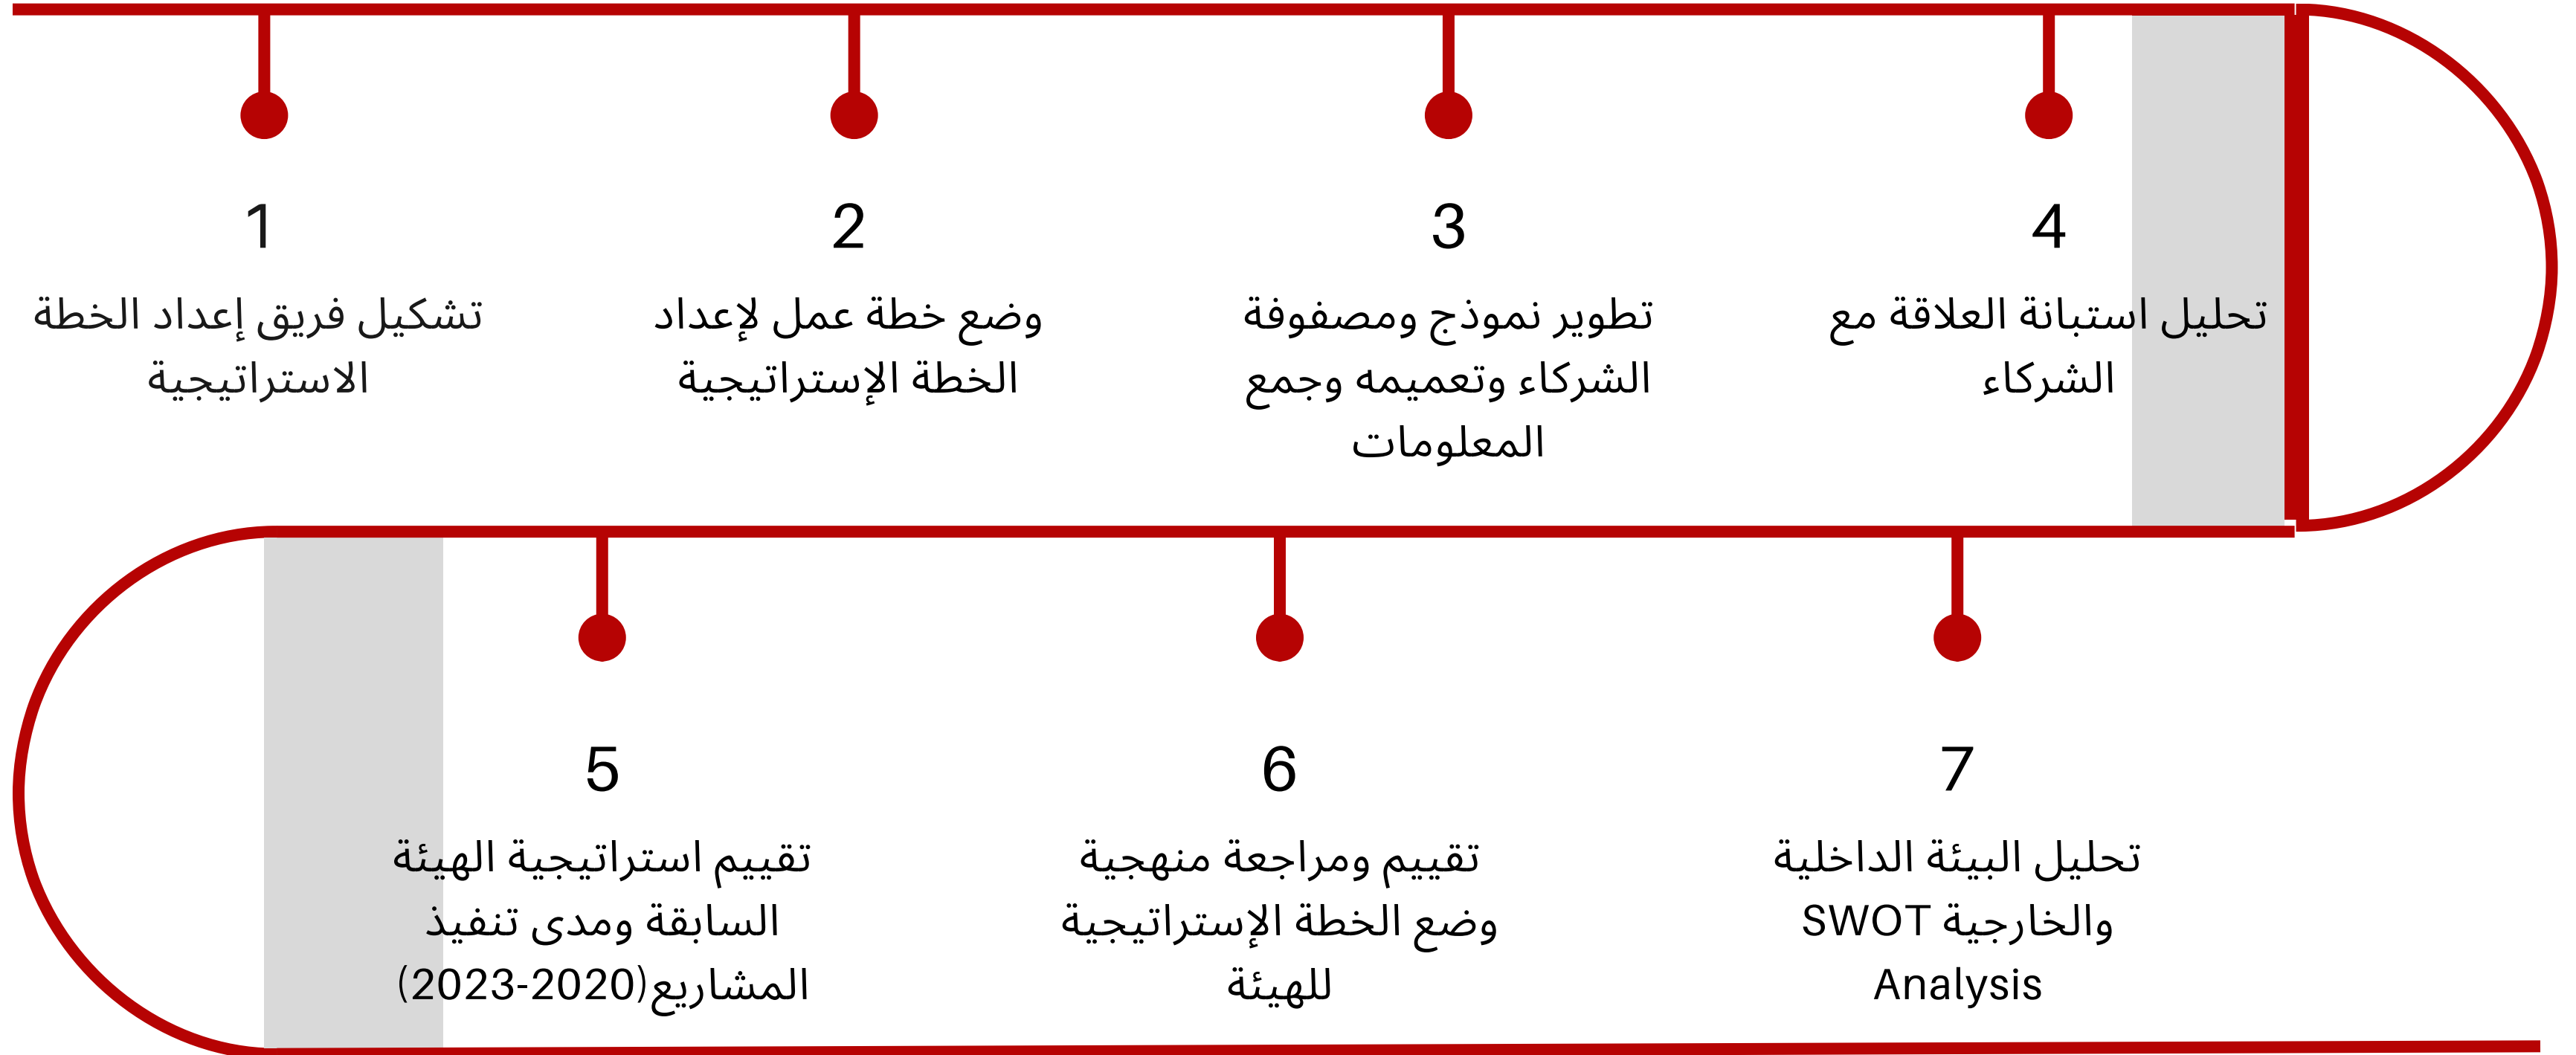 1
تشكيل فريق إعداد الخطة
الاستراتيجية
2
وضع خطة عمل لإعداد
الخطة الإستراتيجية
3
تطوير نموذج ومصفوفة
الشركاء وتعميمه وجمع
المعلومات
4
تحليل استبانة العلاقة مع
الشركاء
5
تقييم استراتيجية الهيئة
السابقة ومدى تنفيذ
المشاريع(2020-2023)
6
تقييم ومراجعة منهجية
وضع الخطة الإستراتيجية
للهيئة
7
تحليل البيئة الداخلية
والخارجية SWOT
Analysis